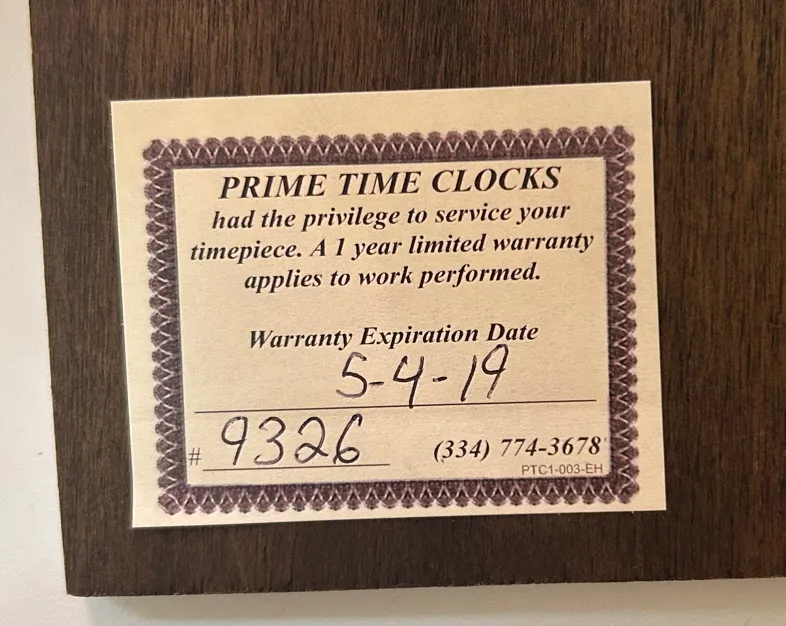 PRIME TIME CLOCKS
had the privilege to service your
timepiece. A 1 year limited warranty
applies to work performed.
Warranty Expiration Date
5-4-19
# 9326 (334) 774-3678
PTC1-003-EH